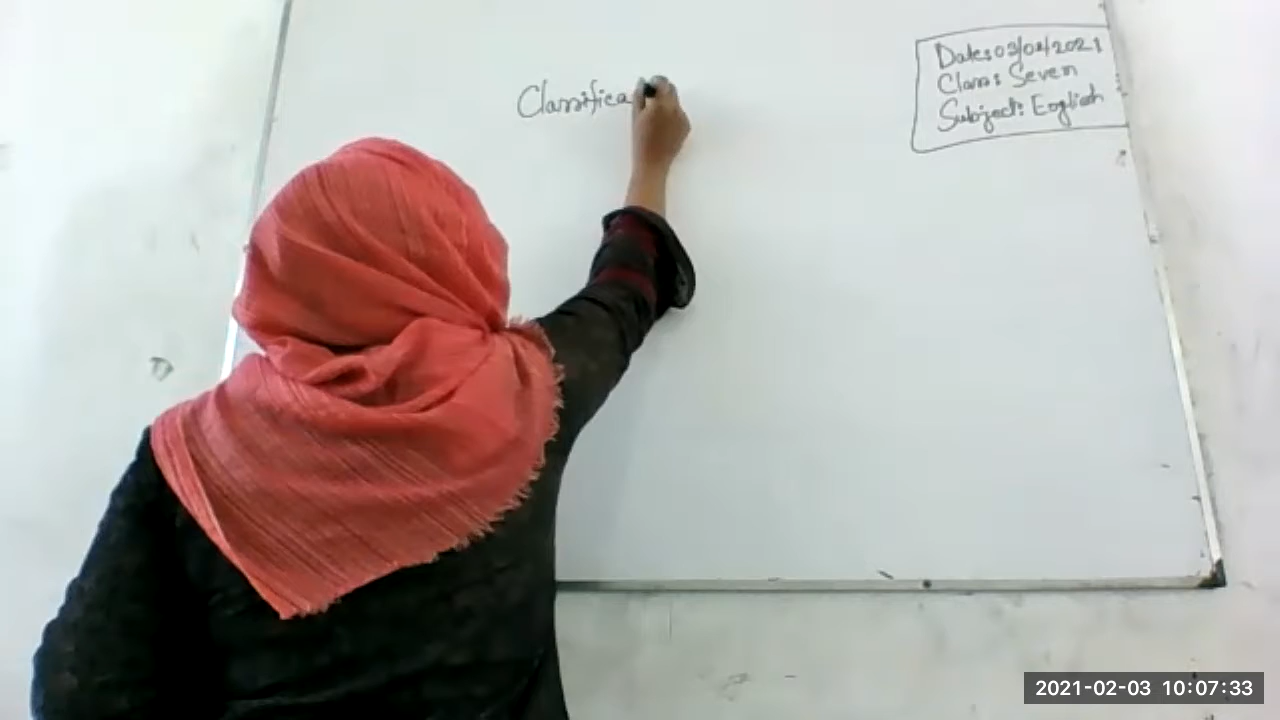 Classifica
Date: 03/02/2021
Class: Seven
Subject: English
2021-02-03 10:07:33